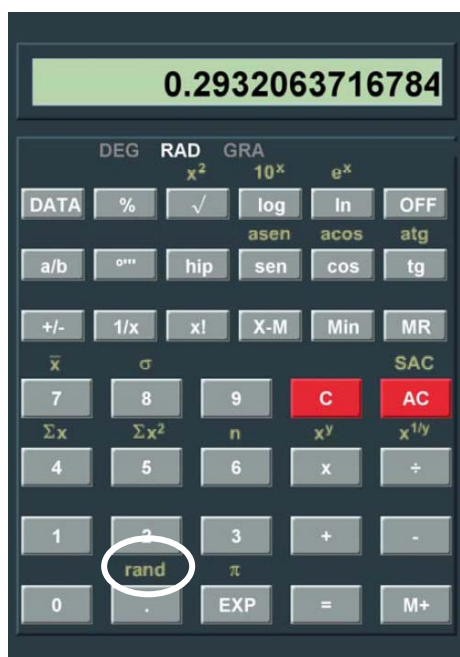 0.2932063716784
DEG RAD GRA
x² 10ˣ eˣ
DATA % √ log ln OFF
asen acos atg
a/b º''' hip sen cos tg
+/- 1/x x! X-M Min MR
x̄ σ SAC
7 8 9 C AC
Σx Σx² n xʸ x¹/ʸ
4 5 6 x ÷
1 2 3 + -
rand π
0 . EXP = M+